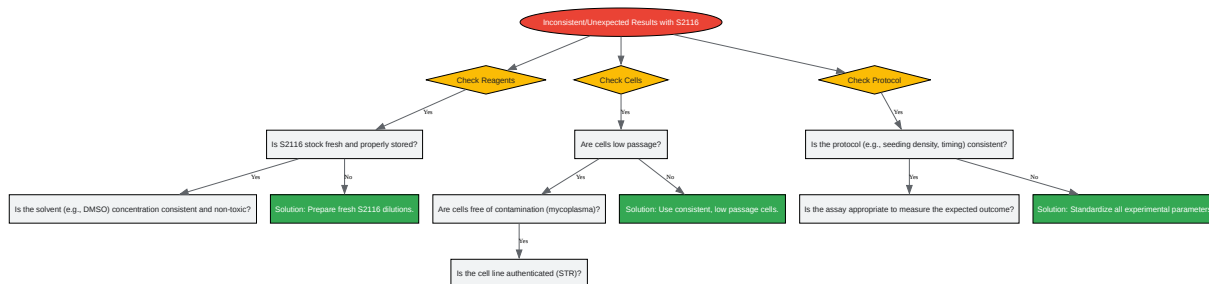 Inconsistent/Unexpected Results with S2116
Check Reagents
Check Cells
Check Protocol
Yes
Yes
Yes
Is S2116 stock fresh and properly stored?
Are cells low passage?
Is the protocol (e.g., seeding density, timing) consistent?
Yes
No
Yes
No
Yes
No
Is the solvent (e.g., DMSO) concentration consistent and non-toxic?
Solution: Prepare fresh S2116 dilutions.
Are cells free of contamination (mycoplasma)?
Solution: Use consistent, low passage cells.
Is the assay appropriate to measure the expected outcome?
Solution: Standardize all experimental parameters
Yes
Is the cell line authenticated (STR)?